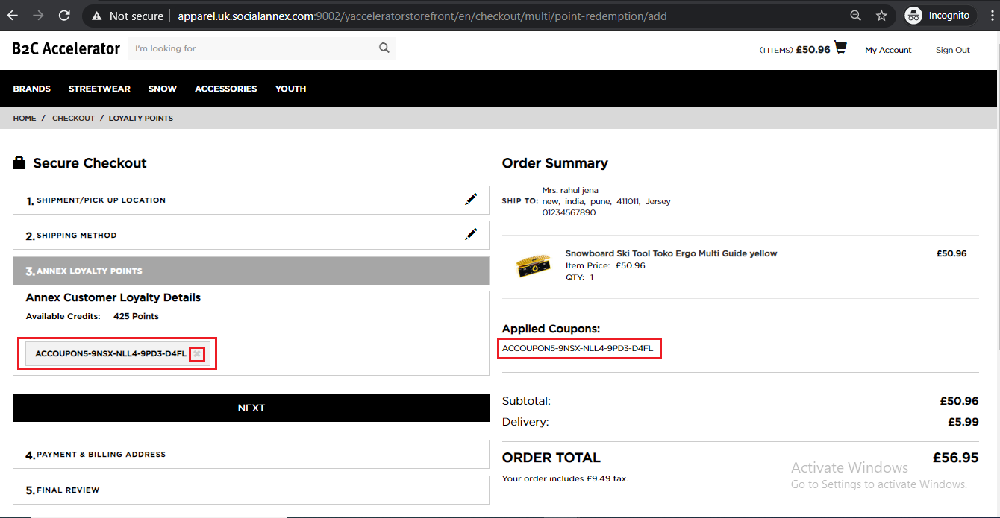 Not secure
apparel.uk.socialannex.com:9002/yacceleratorstorefront/en/checkout/multi/point-redemption/add
Incognito
B2C Accelerator
I'm looking for
(1 ITEMS) £50.96
My Account
Sign Out
BRANDS STREETWEAR SNOW ACCESSORIES YOUTH
HOME / CHECKOUT / LOYALTY POINTS
Secure Checkout
1. SHIPMENT/PICK UP LOCATION
2. SHIPPING METHOD
3. ANNEX LOYALTY POINTS
Annex Customer Loyalty Details
Available Credits: 425 Points
ACCOUPON5-9NSX-NLL4-9PD3-D4FL
NEXT
4. PAYMENT & BILLING ADDRESS
5. FINAL REVIEW
Order Summary
Mrs. rahul jena
SHIP TO: new, india, pune, 411011, Jersey
01234567890
Snowboard Ski Tool Toko Ergo Multi Guide yellow £50.96
Item Price: £50.96
QTY: 1
Applied Coupons:
ACCOUPON5-9NSX-NLL4-9PD3-D4FL
Subtotal: £50.96
Delivery: £5.99
ORDER TOTAL £56.95
Your order includes £9.49 tax.
Activate Windows
Go to Settings to activate Windows.